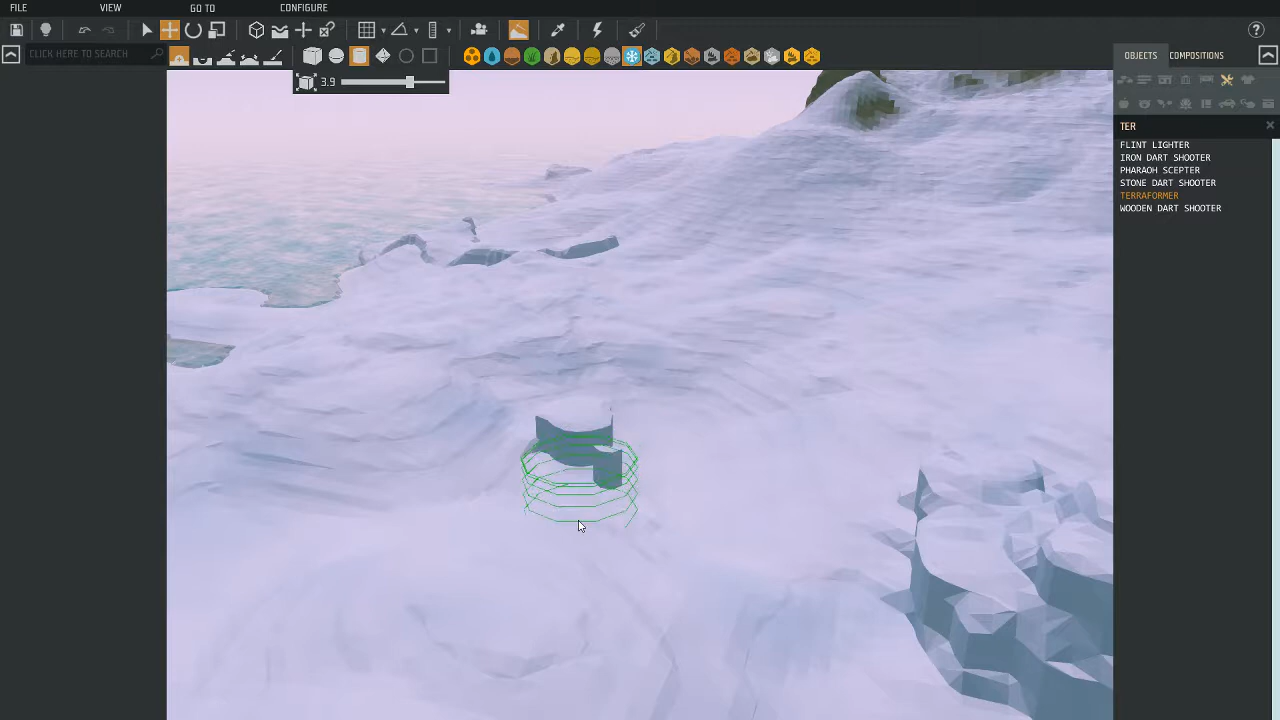 FILE VIEW GO TO CONFIGURE
CLICK HERE TO SEARCH
3.9
OBJECTS COMPOSITIONS
TER
FLINT LIGHTER
IRON DART SHOOTER
PHARAOH SCEPTER
STONE DART SHOOTER
TERRAFORMER
WOODEN DART SHOOTER